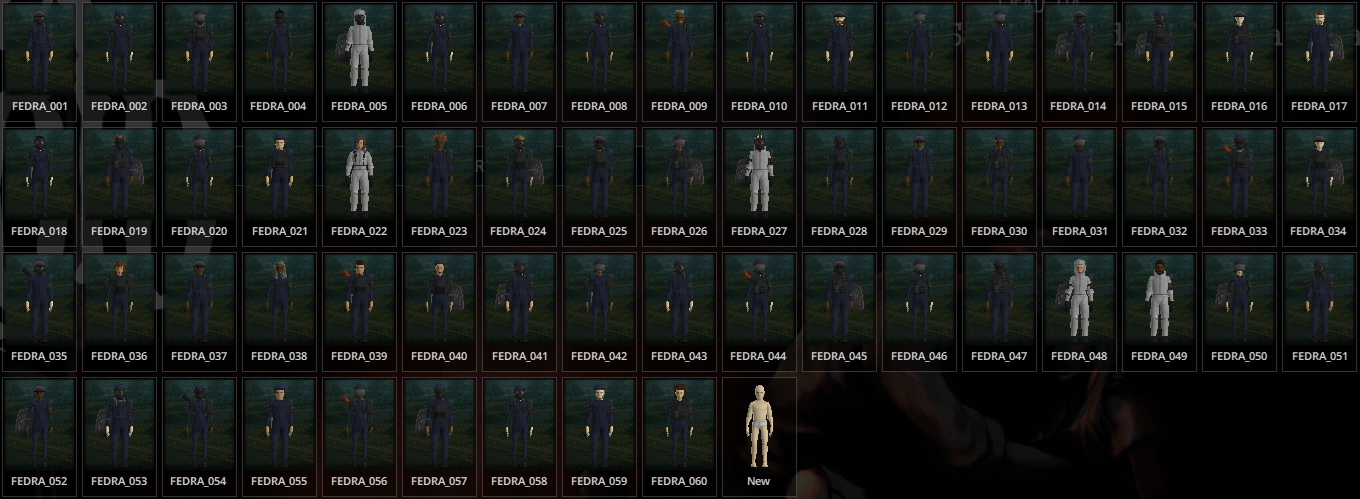 FEDRA_001 FEDRA_002 FEDRA_003 FEDRA_004 FEDRA_005 FEDRA_006 FEDRA_007 FEDRA_008 FEDRA_009 FEDRA_010 FEDRA_011 FEDRA_012 FEDRA_013 FEDRA_014 FEDRA_015 FEDRA_016 FEDRA_017
FEDRA_018 FEDRA_019 FEDRA_020 FEDRA_021 FEDRA_022 FEDRA_023 FEDRA_024 FEDRA_025 FEDRA_026 FEDRA_027 FEDRA_028 FEDRA_029 FEDRA_030 FEDRA_031 FEDRA_032 FEDRA_033 FEDRA_034
FEDRA_035 FEDRA_036 FEDRA_037 FEDRA_038 FEDRA_039 FEDRA_040 FEDRA_041 FEDRA_042 FEDRA_043 FEDRA_044 FEDRA_045 FEDRA_046 FEDRA_047 FEDRA_048 FEDRA_049 FEDRA_050 FEDRA_051
FEDRA_052 FEDRA_053 FEDRA_054 FEDRA_055 FEDRA_056 FEDRA_057 FEDRA_058 FEDRA_059 FEDRA_060 New